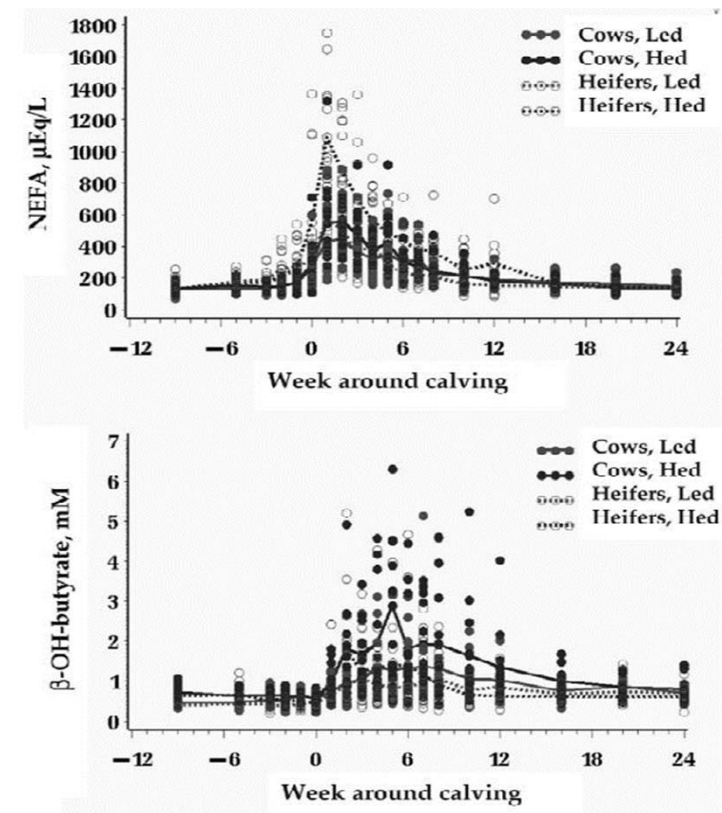 1800
1600
1400
1200
1000
800
600
400
200
0
NEFA, µEq/L
Cows, Led
Cows, Hed
Heifers, Led
Heifers, Hed
−12 −6 0 6 12 18 24
Week around calving
7
6
5
4
3
2
1
0
β-OH-butyrate, mM
Cows, Led
Cows, Hed
Heifers, Led
Heifers, Hed
−12 −6 0 6 12 18 24
Week around calving